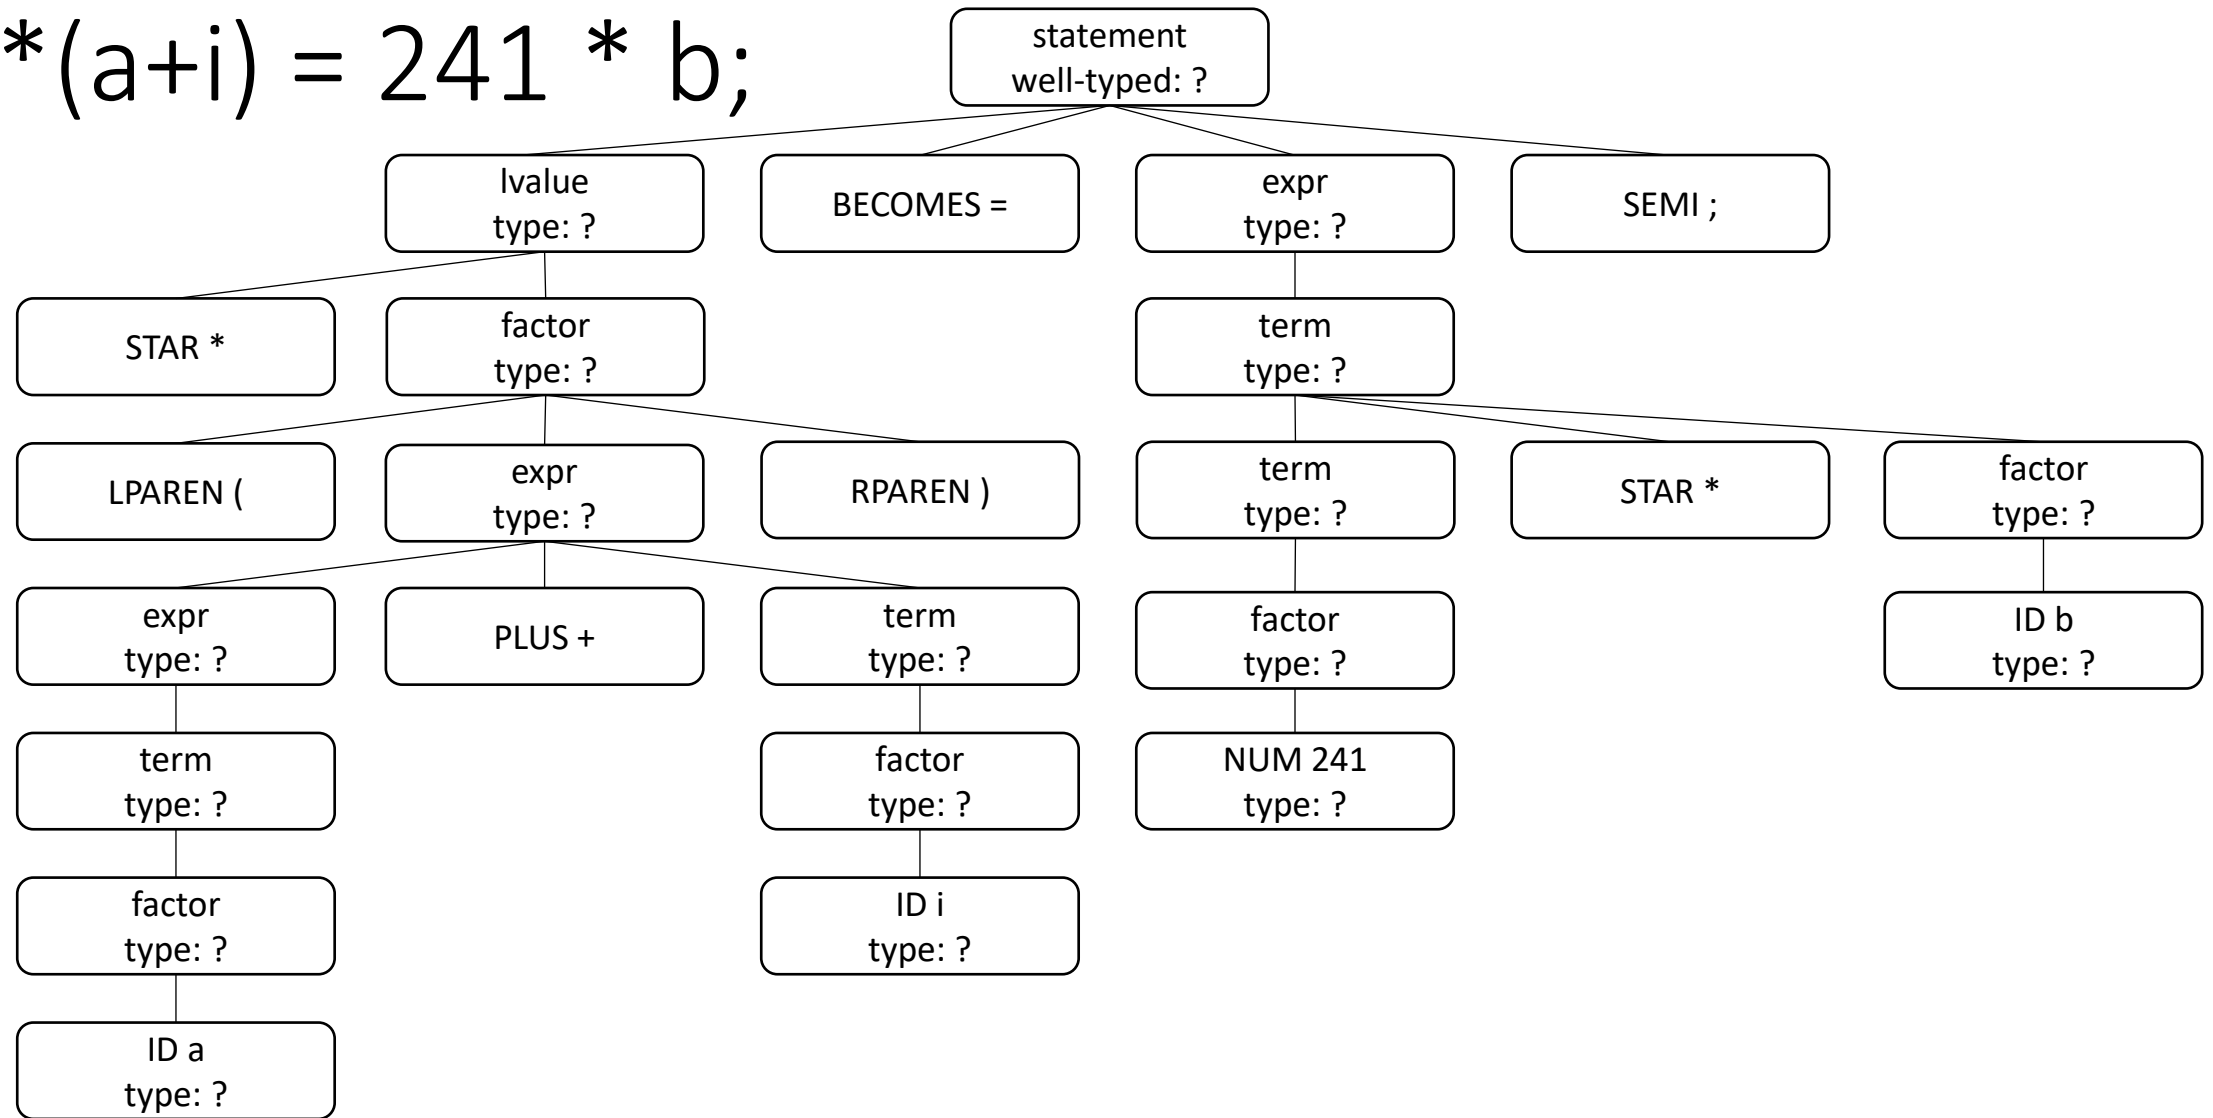 *(a+i) = 241 * b;
statement
well-typed: ?
lvalue
type: ?
BECOMES =
expr
type: ?
SEMI ;
STAR *
factor
type: ?
term
type: ?
LPAREN (
expr
type: ?
RPAREN )
term
type: ?
STAR *
factor
type: ?
expr
type: ?
PLUS +
term
type: ?
factor
type: ?
ID b
type: ?
term
type: ?
factor
type: ?
NUM 241
type: ?
factor
type: ?
ID i
type: ?
ID a
type: ?